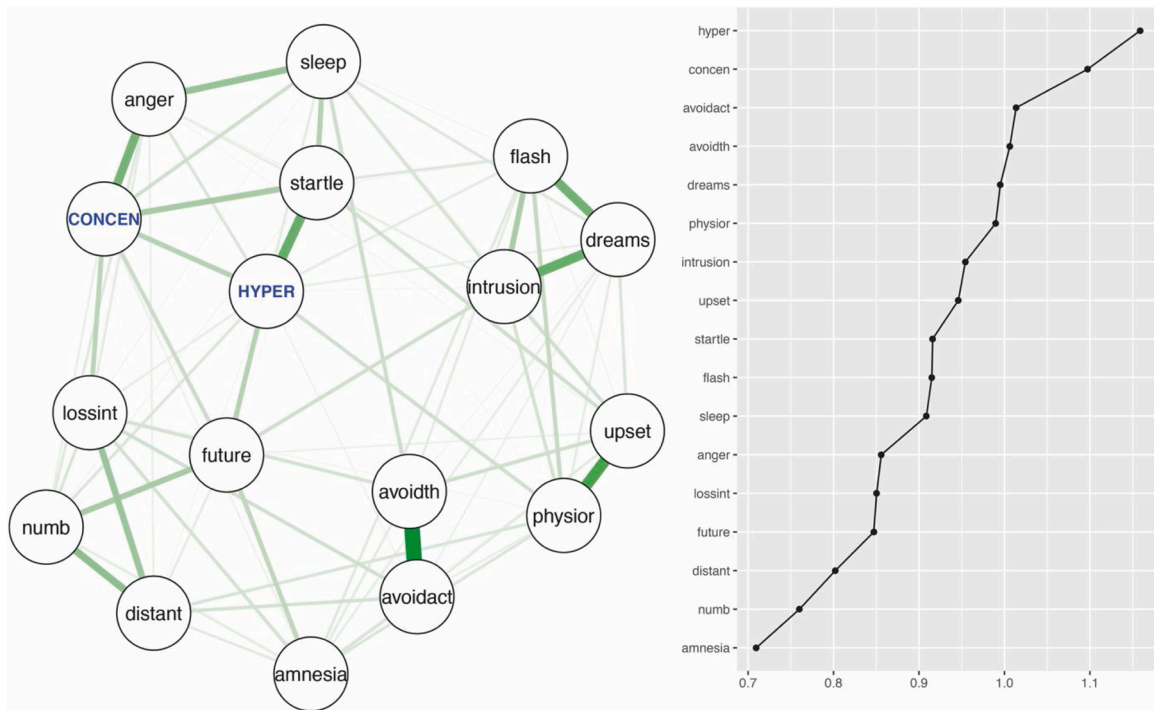 sleep
anger
flash
startle
CONCEN
dreams
HYPER
intrusion
lossint
upset
future
avoidth
physior
numb
avoidact
distant
amnesia
hyper
concen
avoidact
avoidth
dreams
physior
intrusion
upset
startle
flash
sleep
anger
lossint
future
distant
numb
amnesia
0.7 0.8 0.9 1.0 1.1